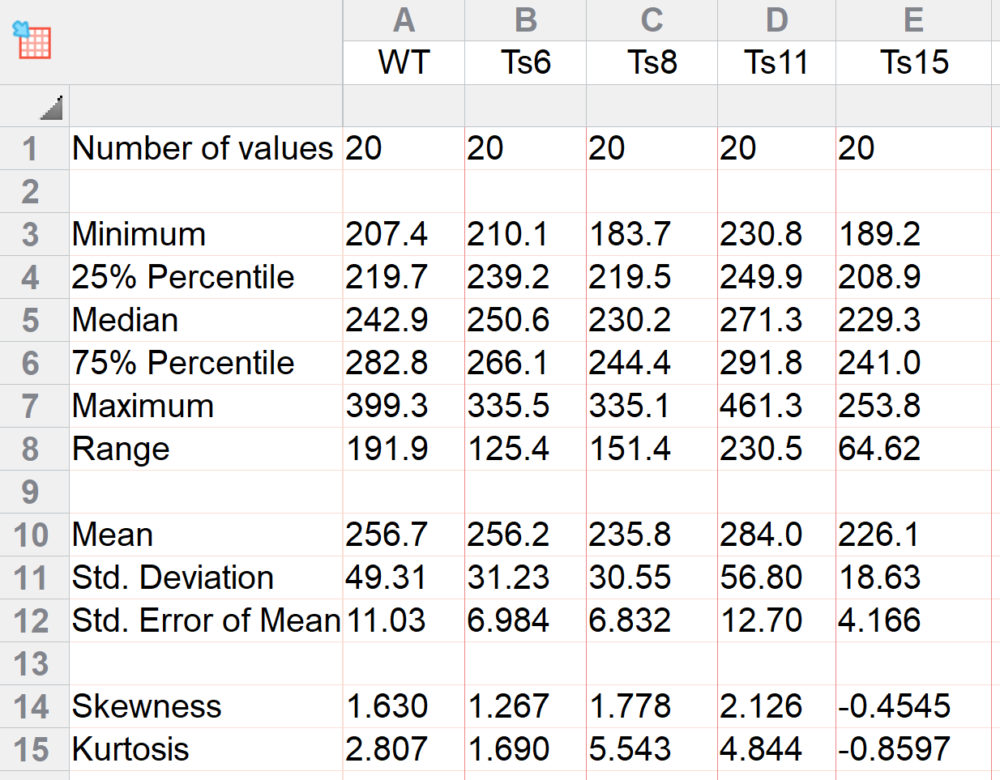 A B C D E
WT Ts6 Ts8 Ts11 Ts15
1 Number of values 20 20 20 20 20
2
3 Minimum 207.4 210.1 183.7 230.8 189.2
4 25% Percentile 219.7 239.2 219.5 249.9 208.9
5 Median 242.9 250.6 230.2 271.3 229.3
6 75% Percentile 282.8 266.1 244.4 291.8 241.0
7 Maximum 399.3 335.5 335.1 461.3 253.8
8 Range 191.9 125.4 151.4 230.5 64.62
9
10 Mean 256.7 256.2 235.8 284.0 226.1
11 Std. Deviation 49.31 31.23 30.55 56.80 18.63
12 Std. Error of Mean 11.03 6.984 6.832 12.70 4.166
13
14 Skewness 1.630 1.267 1.778 2.126 -0.4545
15 Kurtosis 2.807 1.690 5.543 4.844 -0.8597